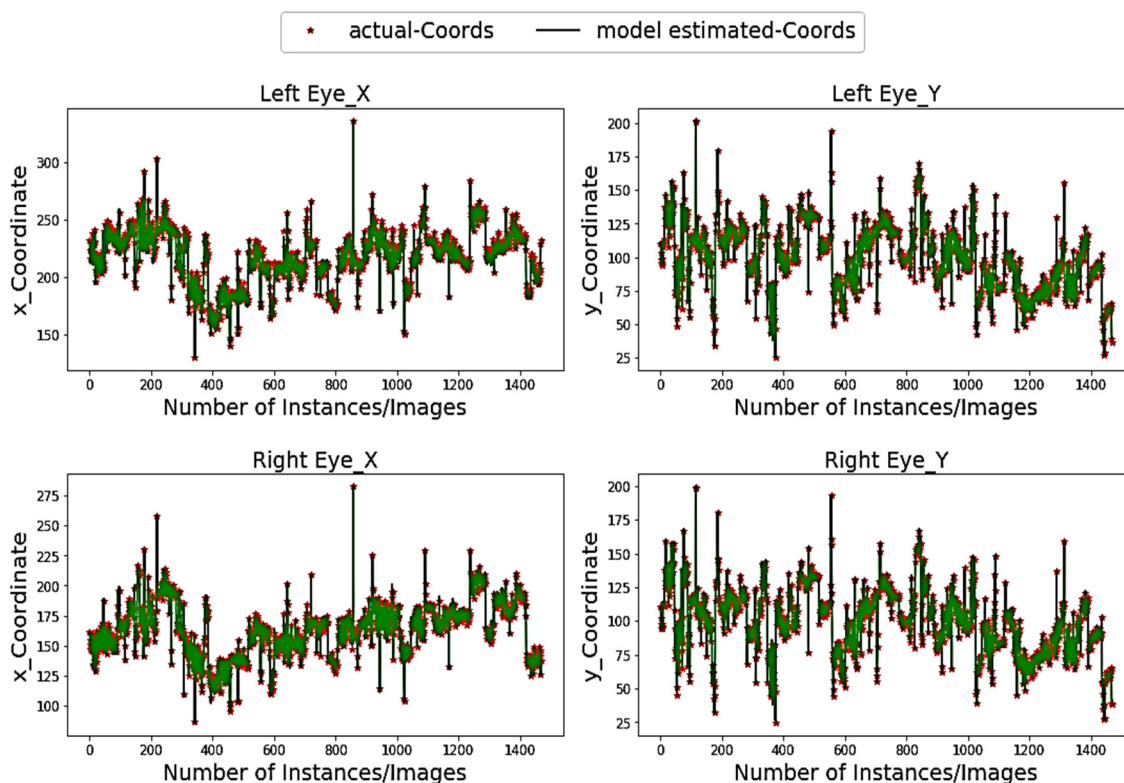 actual-Coords model estimated-Coords
Left Eye_X
x_Coordinate
300
250
200
150
0 200 400 600 800 1000 1200 1400
Number of Instances/Images
Left Eye_Y
y_Coordinate
200
175
150
125
100
75
50
25
0 200 400 600 800 1000 1200 1400
Number of Instances/Images
Right Eye_X
x_Coordinate
275
250
225
200
175
150
125
100
0 200 400 600 800 1000 1200 1400
Number of Instances/Images
Right Eye_Y
y_Coordinate
200
175
150
125
100
75
50
25
0 200 400 600 800 1000 1200 1400
Number of Instances/Images